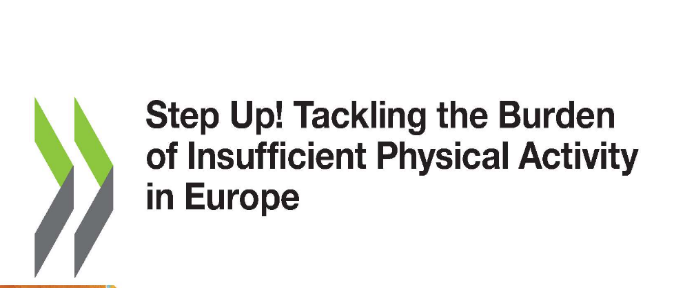 Step Up! Tackling the Burden
of Insufficient Physical Activity
in Europe